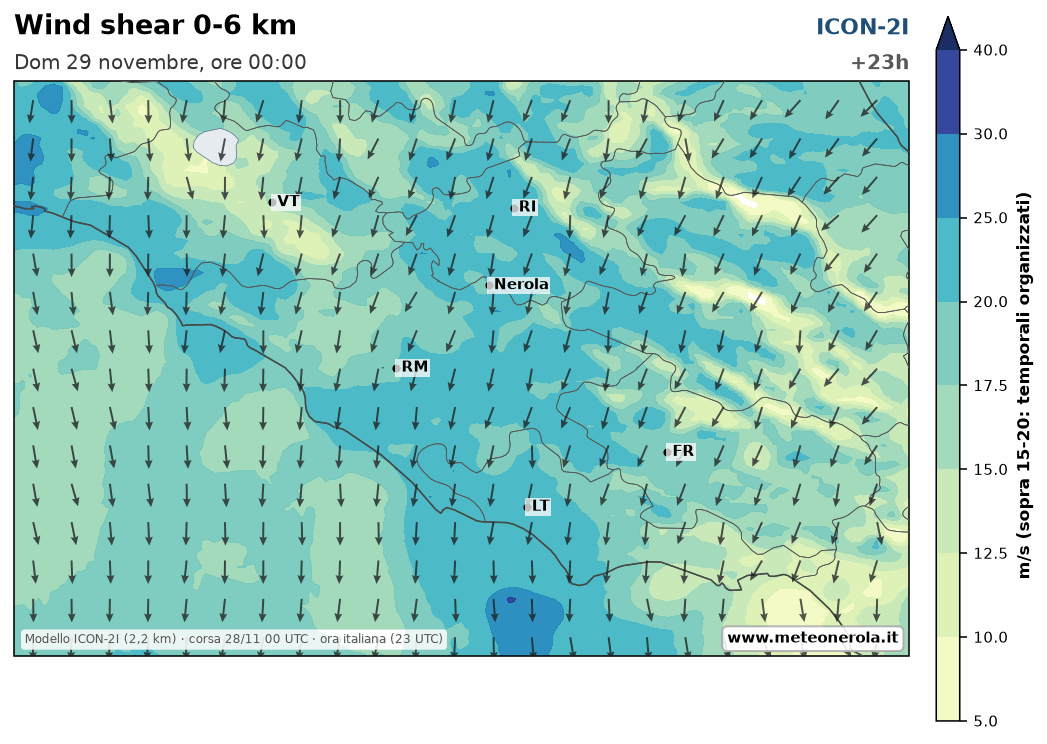 Wind shear 0-6 km
ICON-2I
Dom 29 novembre, ore 00:00
+23h
40.0
30.0
25.0
20.0
17.5
15.0
12.5
10.0
5.0
m/s (sopra 15-20: temporali organizzati)
VT
RI
Nerola
RM
FR
LT
Modello ICON-2I (2,2 km) · corsa 28/11 00 UTC · ora italiana (23 UTC)
www.meteonerola.it